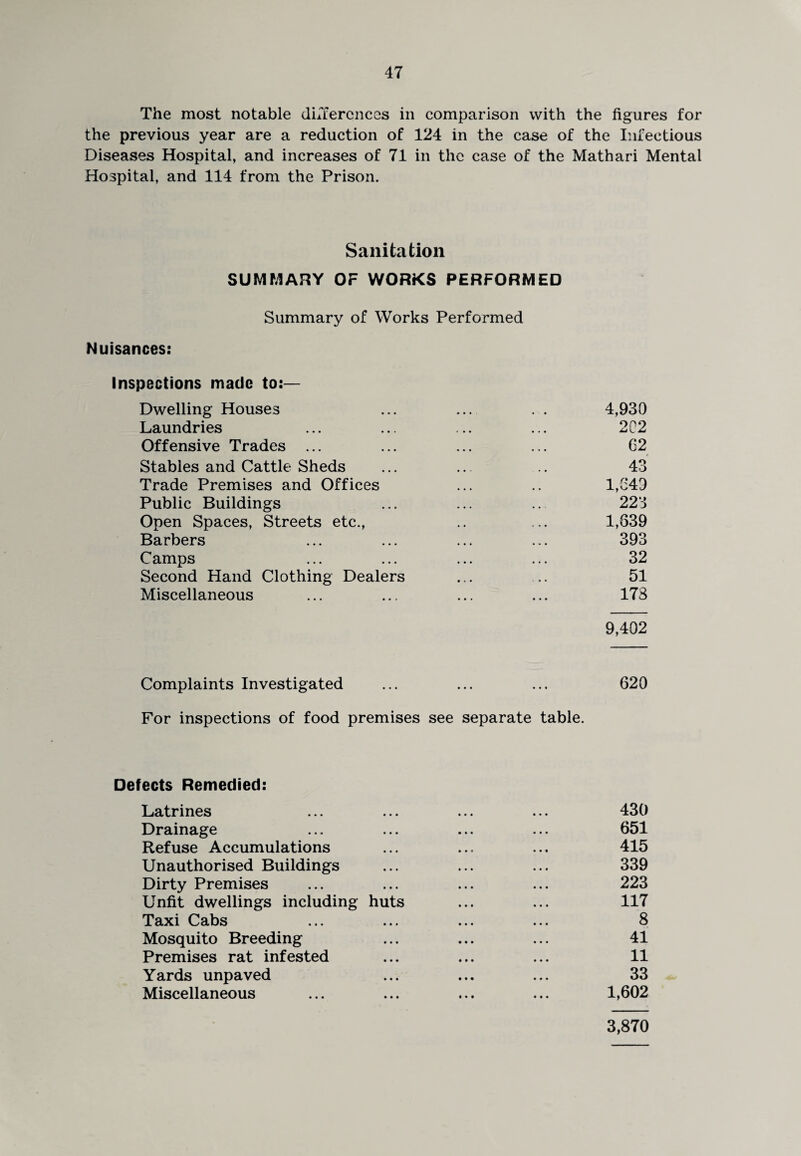 47
The most notable differences in comparison with the figures for
the previous year are a reduction of 124 in the case of the Infectious
Diseases Hospital, and increases of 71 in the case of the Mathari Mental
Hospital, and 114 from the Prison.
Sanitation
SUMMARY OF WORKS PERFORMED
Summary of Works Performed
Nuisances:
Inspections made to:—
Dwelling Houses ... ... . . 4,930
Laundries ... ... ... ... 202
Offensive Trades ... ... ... ... 62
Stables and Cattle Sheds ... ... .. 43
Trade Premises and Offices ... .. 1,649
Public Buildings ... ... .. 223
Open Spaces, Streets etc., .. ... 1,639
Barbers ... ... ... ... 393
Camps ... ... ... ... 32
Second Hand Clothing Dealers ... .. 51
Miscellaneous ... ... ... ... 178
9,402
Complaints Investigated ... ... ... 620
For inspections of food premises see separate table.
Defects Remedied:
Latrines ... ... ... ... 430
Drainage ... ... ... ... 651
Refuse Accumulations ... ... ... 415
Unauthorised Buildings ... ... ... 339
Dirty Premises ... ... ... ... 223
Unfit dwellings including huts ... ... 117
Taxi Cabs ... ... ... ... 8
Mosquito Breeding ... ... ... 41
Premises rat infested ... ... ... 11
Yards unpaved ... ... ... 33
Miscellaneous ... ... ... ... 1,602
3,870